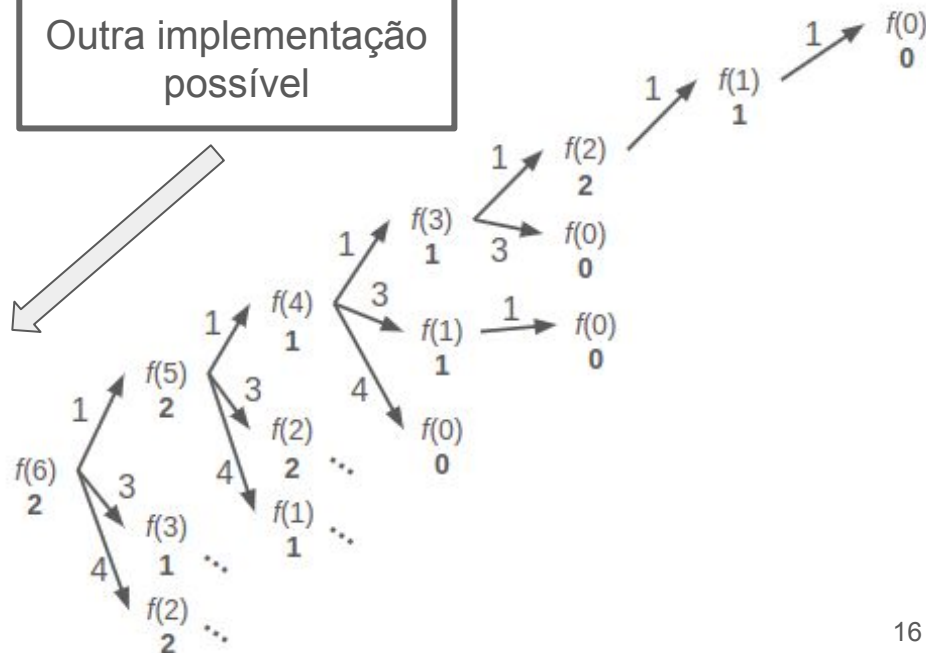 Outra implementação
possível
1
f(0)
0
1
f(1)
1
1
f(2)
2
1
f(3)
1
3
f(0)
0
1
f(4)
1
3
f(1)
1
1
f(0)
0
4
f(0)
0
1
f(5)
2
3
f(2)
2 ...
4
f(1)
1 ...
f(6)
2
1
3
f(3)
1 ...
4
f(2)
2 ...
16